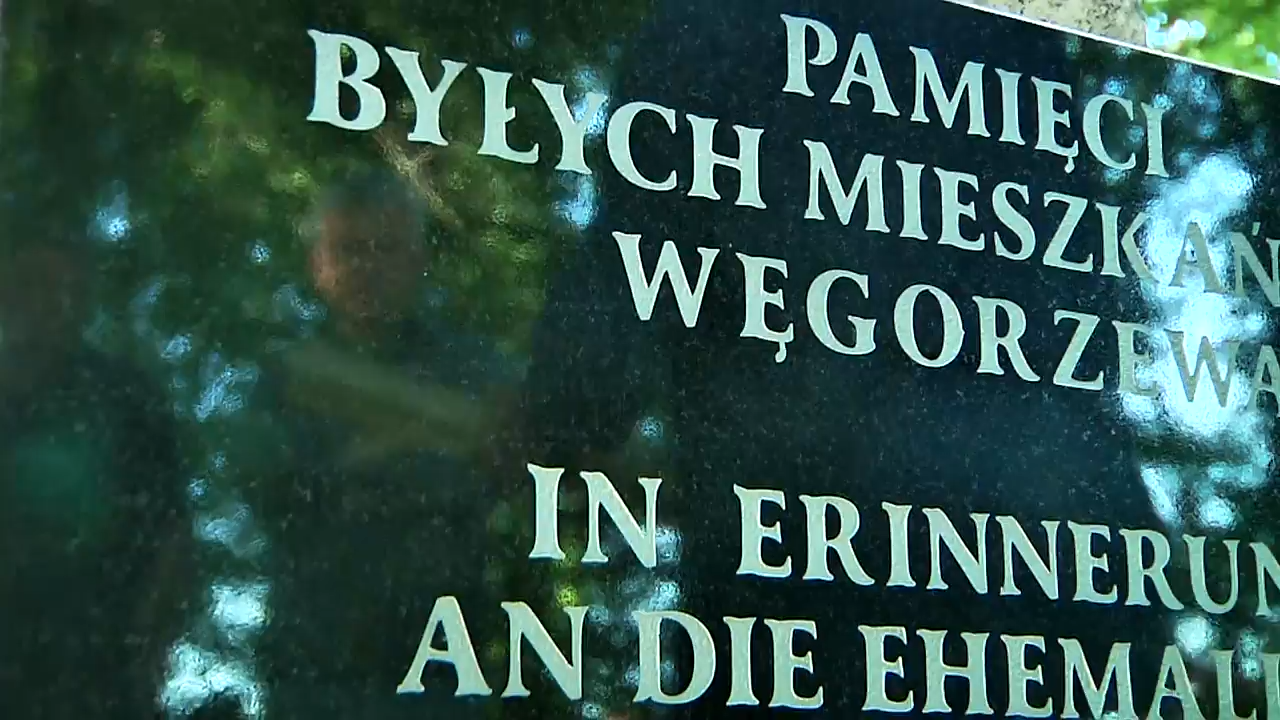 PAMIĘCI
BYŁYCH MIESZKAŃ
WĘGORZEWA
IN ERINNERUN
AN DIE EHEMALI